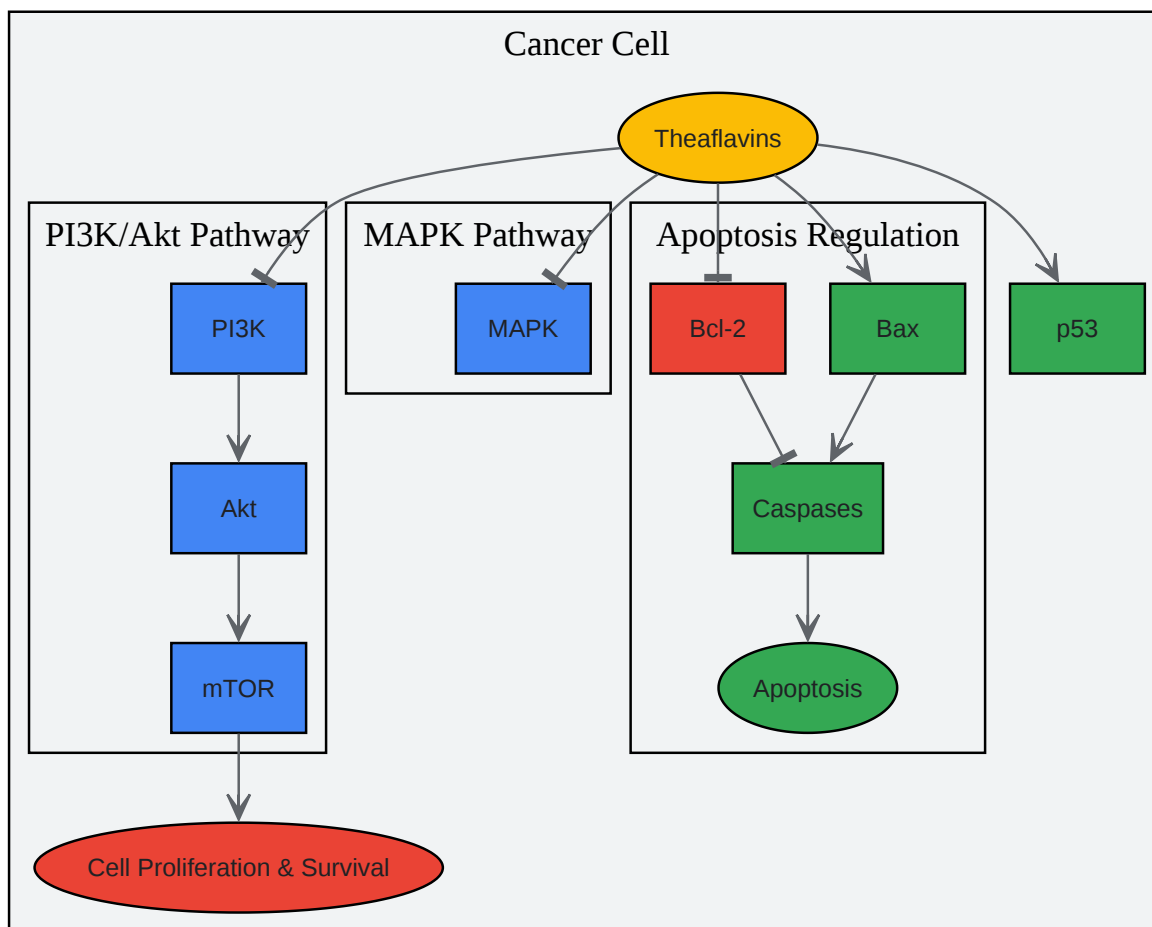 Cancer Cell
Theaflavins
PI3K/Akt Pathway
MAPK Pathway
Apoptosis Regulation
PI3K
MAPK
Bcl-2
Bax
p53
Akt
Caspases
mTOR
Apoptosis
Cell Proliferation & Survival